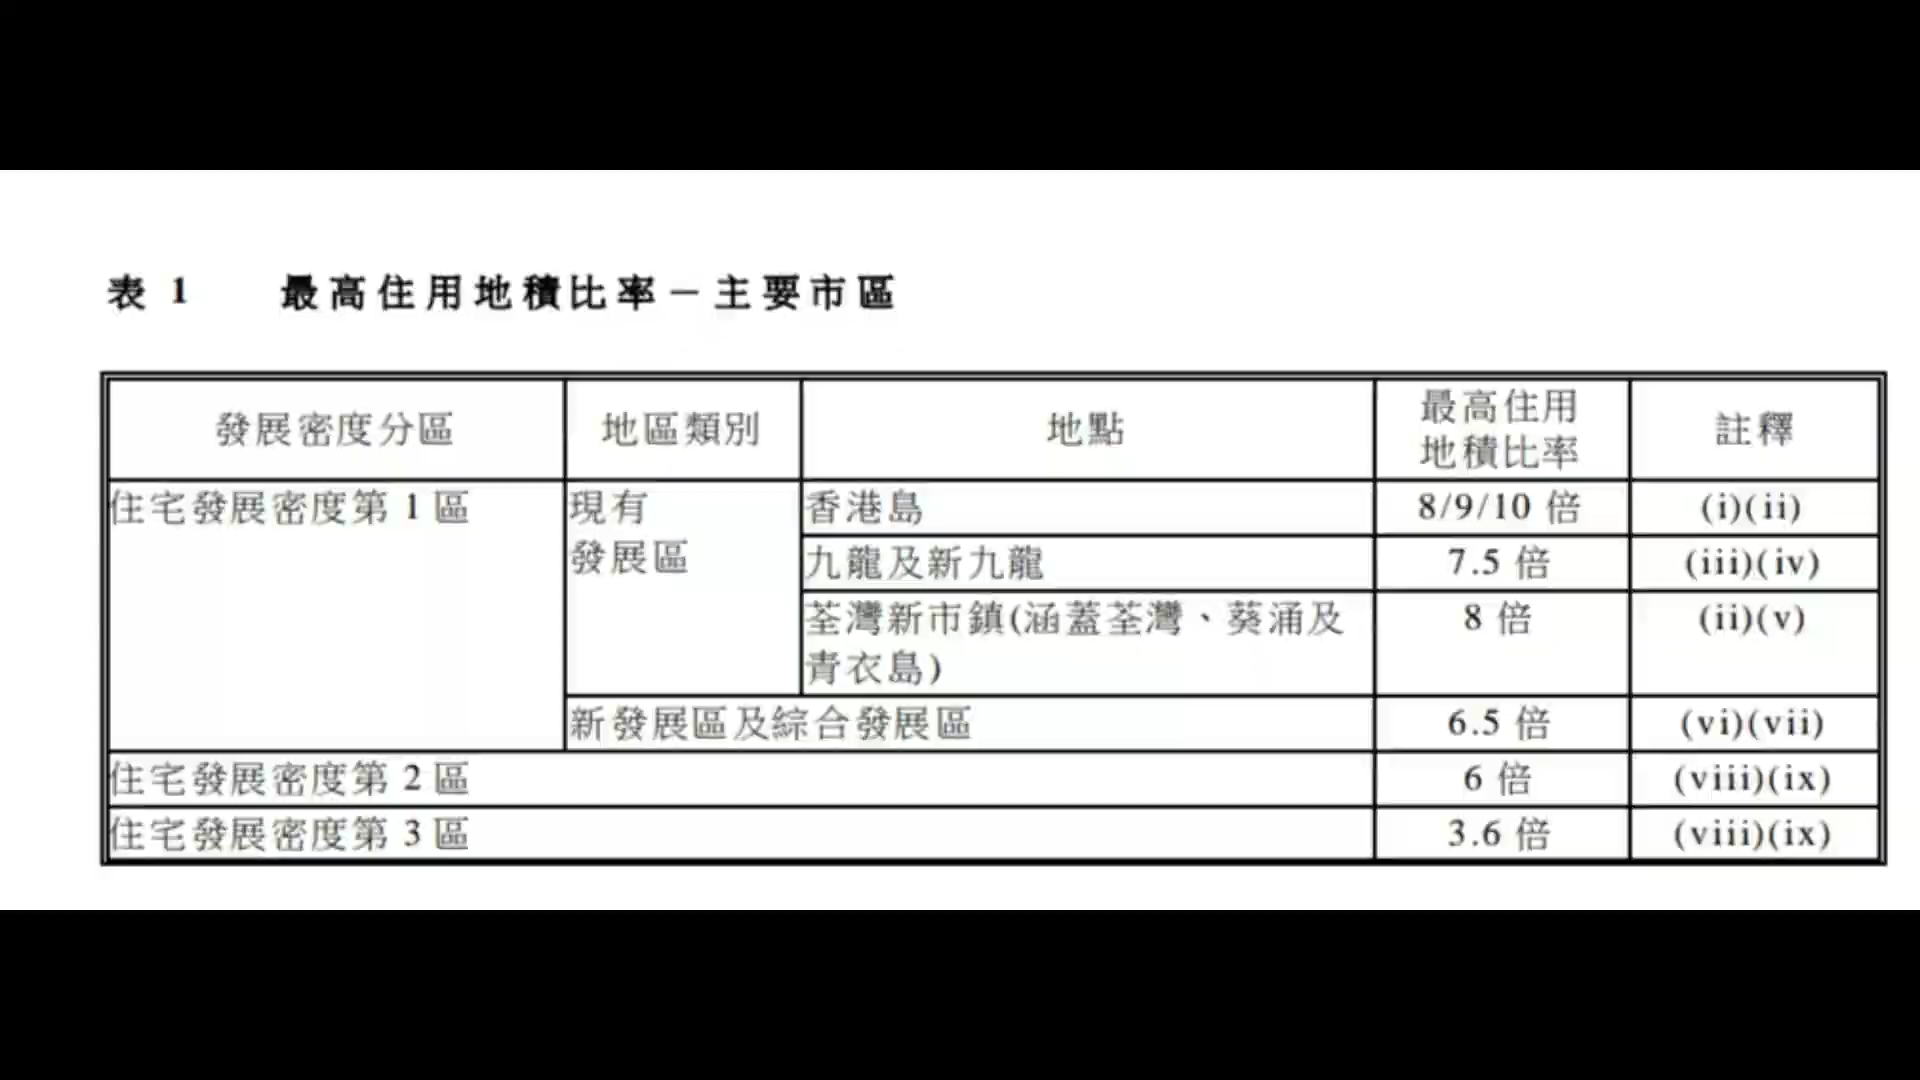 表 1 最高住用地積比率－主要市區
發展密度分區 地區類別 地點 最高住用地積比率 註釋
住宅發展密度第 1 區 現有發展區 香港島 8/9/10 倍 (i)(ii)
九龍及新九龍 7.5 倍 (iii)(iv)
荃灣新市鎮(涵蓋荃灣、葵涌及青衣島) 8 倍 (ii)(v)
新發展區及綜合發展區 6.5 倍 (vi)(vii)
住宅發展密度第 2 區 6 倍 (viii)(ix)
住宅發展密度第 3 區 3.6 倍 (viii)(ix)